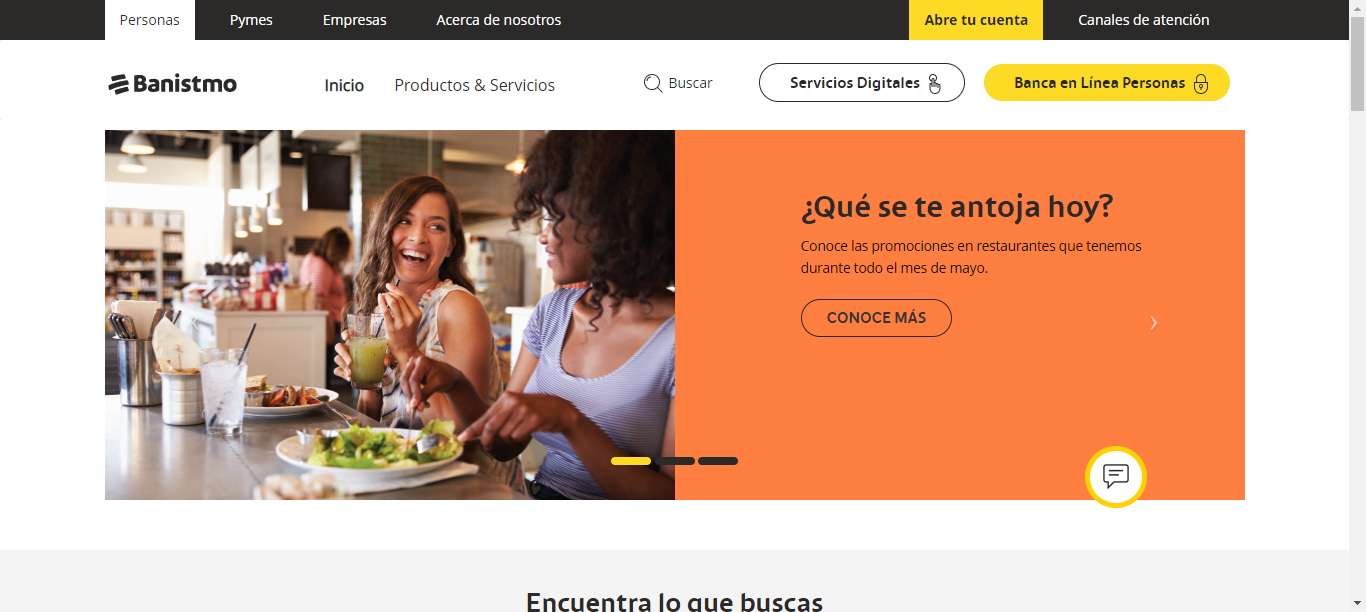 Personas
Pymes
Empresas
Acerca de nosotros
Abre tu cuenta
Canales de atención
Banistmo
Inicio
Productos & Servicios
Buscar
Servicios Digitales
Banca en Línea Personas
¿Qué se te antoja hoy?
Conoce las promociones en restaurantes que tenemos
durante todo el mes de mayo.
CONOCE MÁS
Encuentra lo que buscas